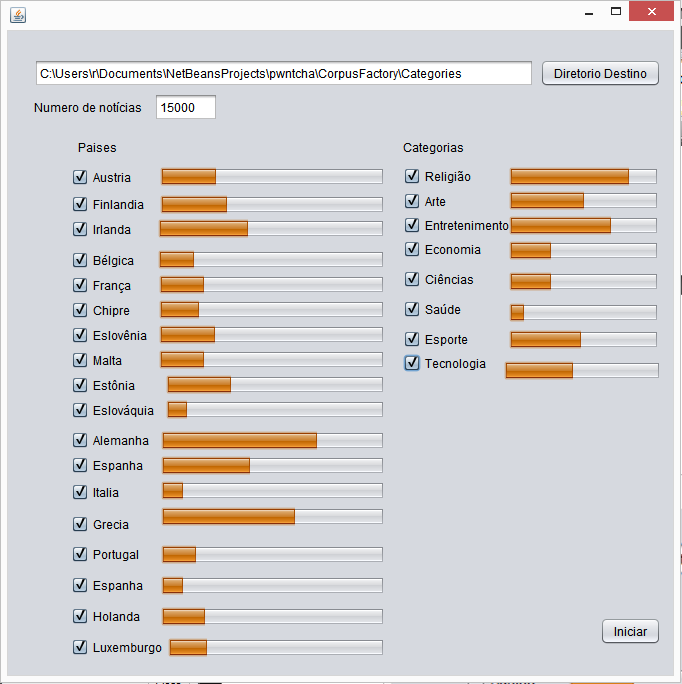 C:\Users\r\Documents\NetBeansProjects\pwntcha\CorpusFactory\Categories
Diretorio Destino
Numero de notícias 15000
Paises
Austria
Finlandia
Irlanda
Bélgica
França
Chipre
Eslovênia
Malta
Estônia
Eslováquia
Alemanha
Espanha
Italia
Grecia
Portugal
Espanha
Holanda
Luxemburgo
Categorias
Religião
Arte
Entretenimento
Economia
Ciências
Saúde
Esporte
Tecnologia
Iniciar